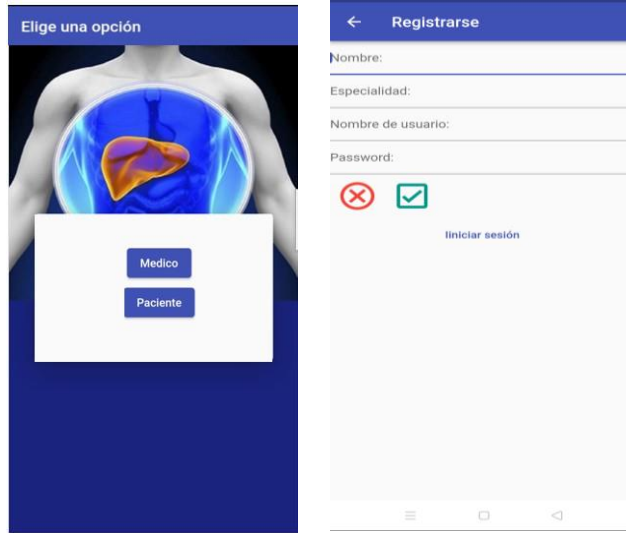 Elige una opción
Medico
Paciente
Registrarse
Nombre:
Especialidad:
Nombre de usuario:
Password:
Iiniciar sesión